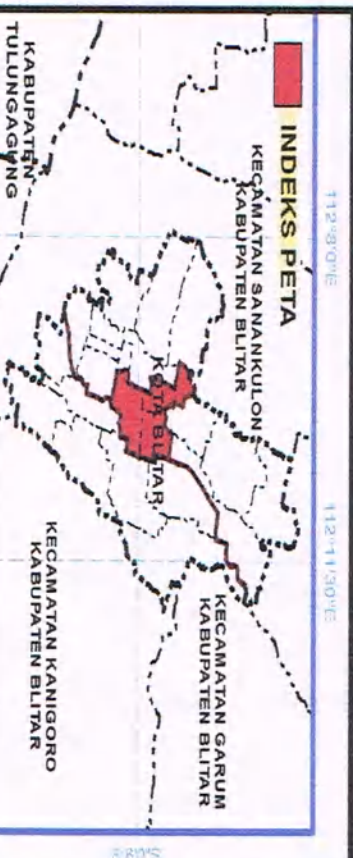 INDEKS PETA
112°8'0"E
112°11'30"E
KECAMATAN SANANKULON
KABUPATEN BLITAR
KABUPATEN
TULUNGAGUNG
KOTA BLITAR
KECAMATAN GARUM
KABUPATEN BLITAR
KECAMATAN KANIGORO
KABUPATEN BLITAR